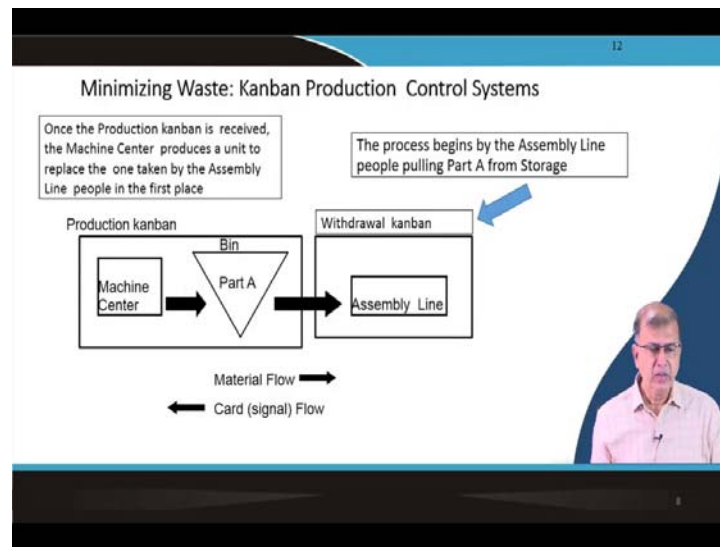 12
Minimizing Waste: Kanban Production Control Systems
Once the Production kanban is received,
the Machine Center produces a unit to
replace the one taken by the Assembly
Line people in the first place
The process begins by the Assembly Line
people pulling Part A from Storage
Production kanban
Withdrawal kanban
Bin
Machine
Center
Part A
Assembly Line
Material Flow
Card (signal) Flow
8